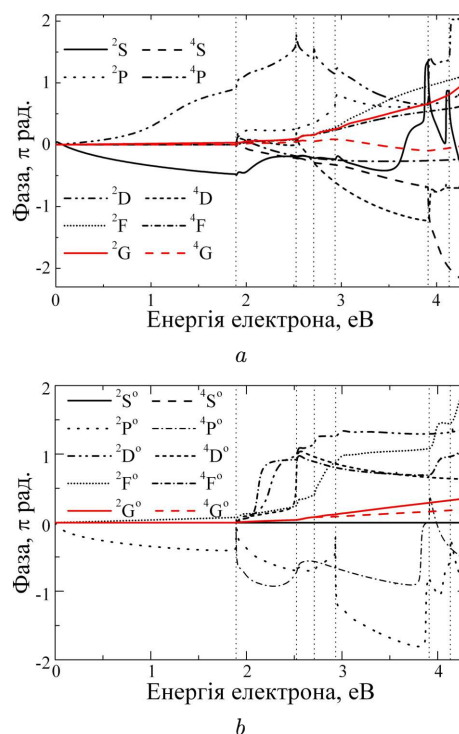 2
²S ⁴S
²P ⁴P
1
0
²D ⁴D
-1
²F ⁴F
²G ⁴G
-2
Фаза, π рад.
0 1 2 3 4
Енергія електрона, еВ
a
2
²Sº ⁴Sº
²Pº ⁴Pº
1
²Dº ⁴Dº
²Fº ⁴Fº
²Gº ⁴Gº
0
-1
-2
Фаза, π рад.
0 1 2 3 4
Енергія електрона, еВ
b